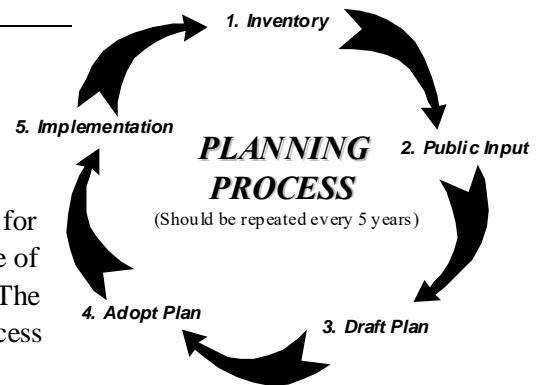 1. Inventory
2. Public Input
3. Draft Plan
4. Adopt Plan
5. Implementation
PLANNING
PROCESS
(Should be repeated every 5 years)
for
of
The